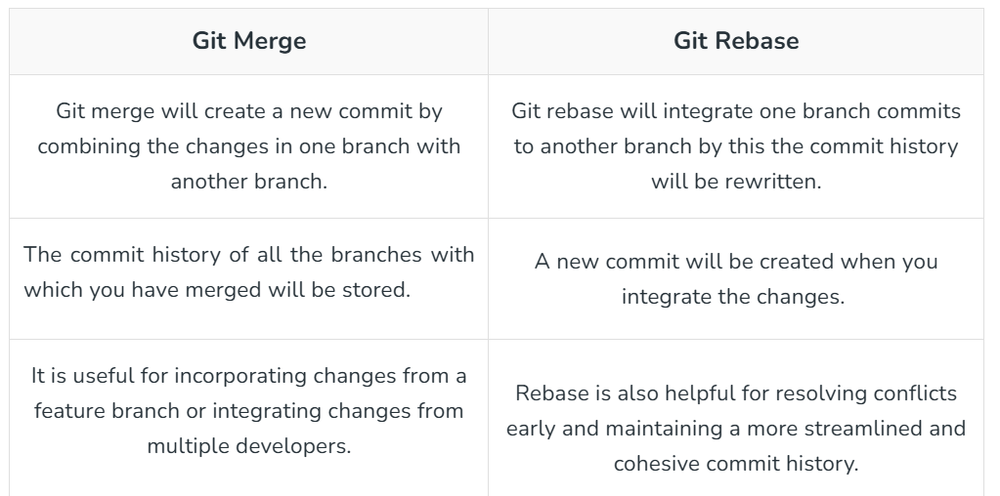 Git Merge
Git Rebase
Git merge will create a new commit by
combining the changes in one branch with
another branch.
Git rebase will integrate one branch commits
to another branch by this the commit history
will be rewritten.
The commit history of all the branches with
which you have merged will be stored.
A new commit will be created when you
integrate the changes.
It is useful for incorporating changes from a
feature branch or integrating changes from
multiple developers.
Rebase is also helpful for resolving conflicts
early and maintaining a more streamlined and
cohesive commit history.